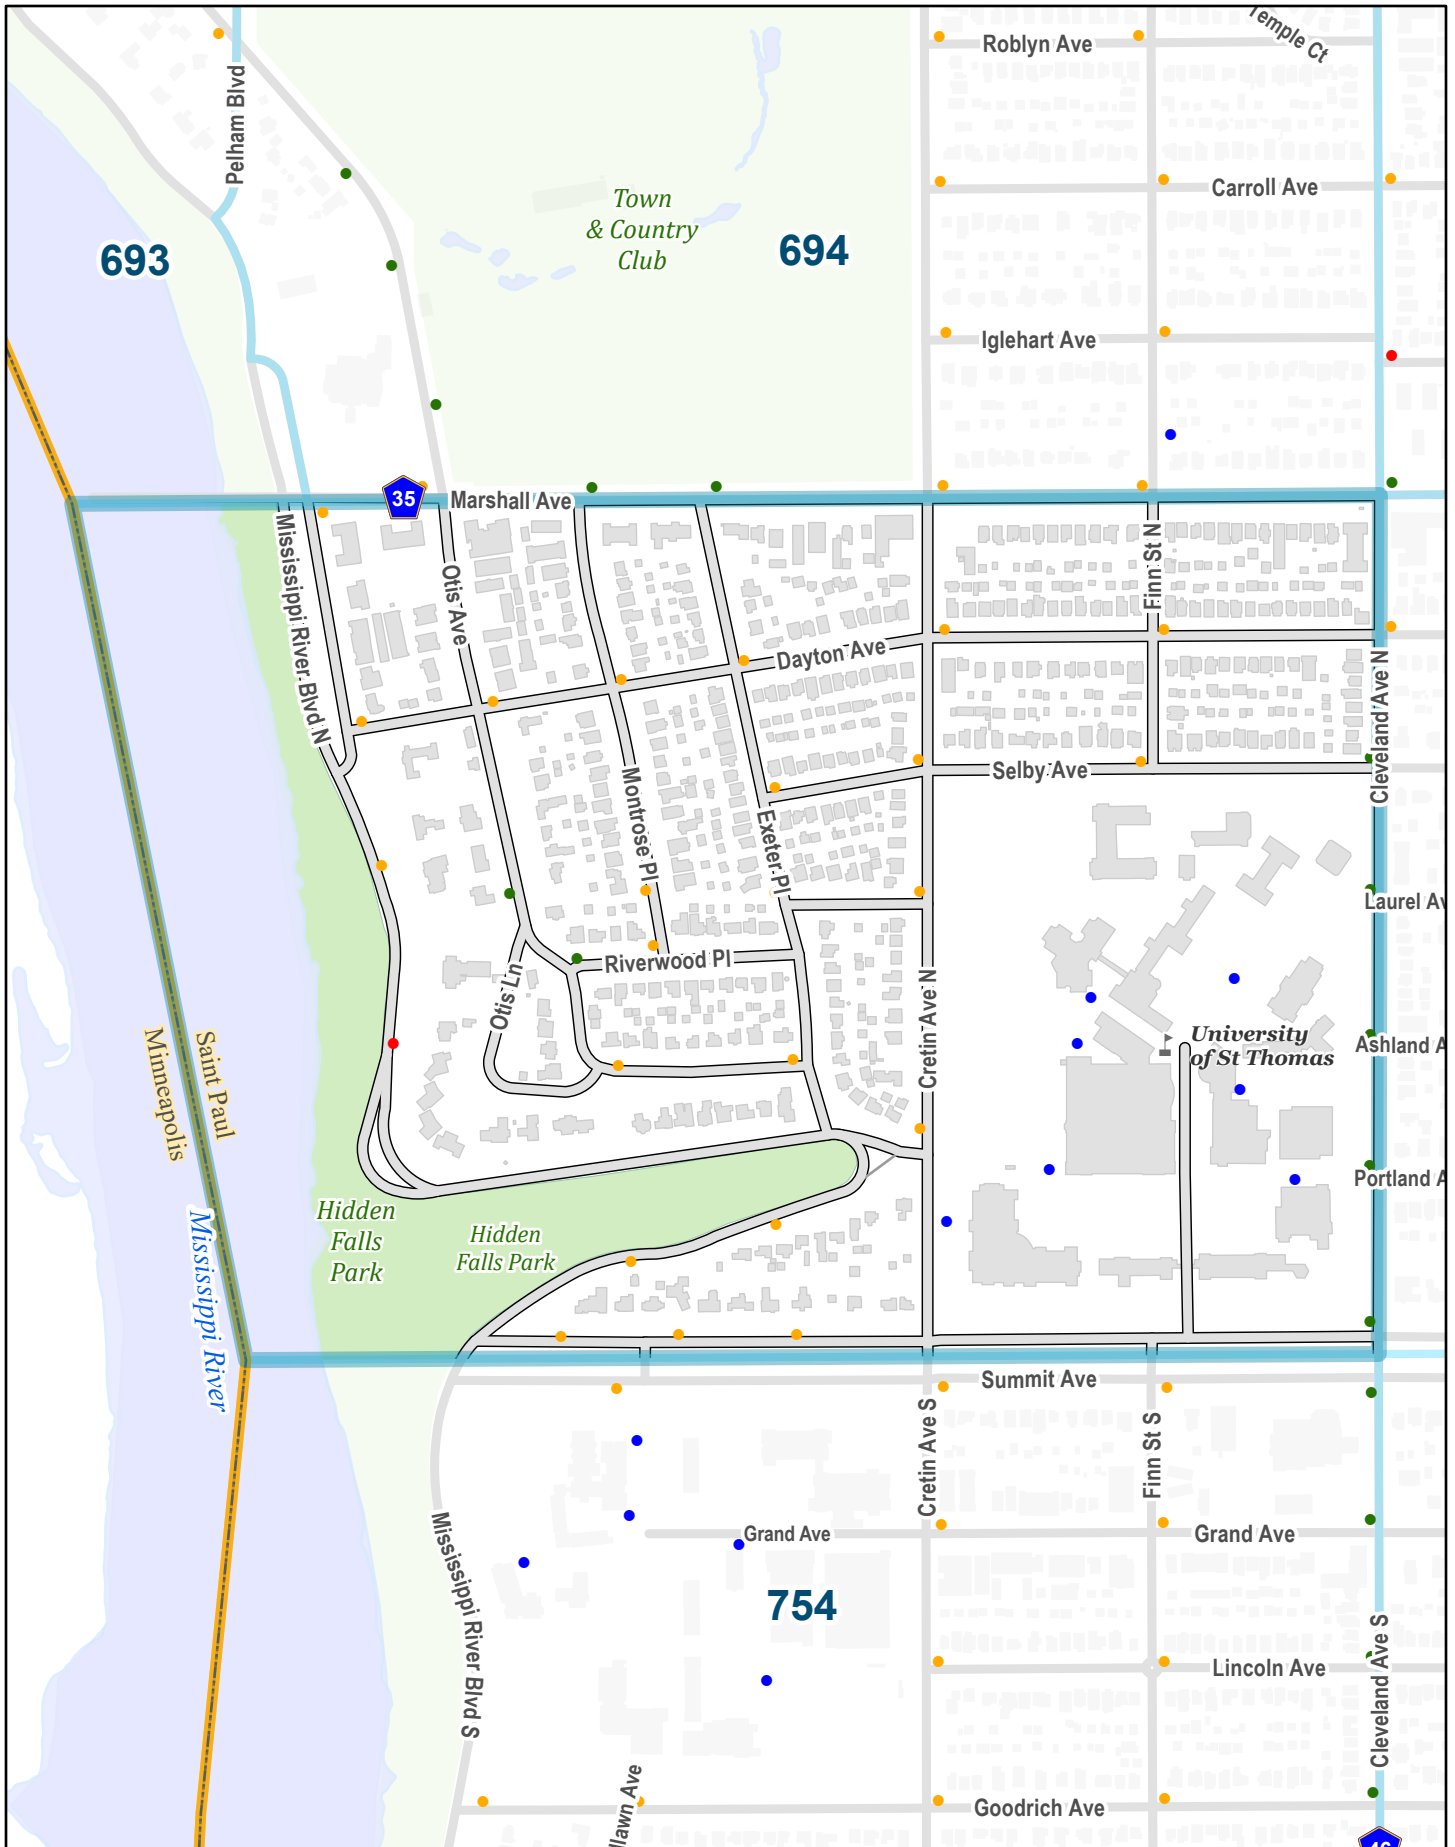 Roblyn Ave
Temple Ct
Pelham Blvd
Carroll Ave
Town
& Country
Club
693
694
Iglehart Ave
35
Marshall Ave
Mississippi River Blvd N
Otis Ave
Finn St N
Dayton Ave
Cleveland Ave N
Selby Ave
Montrose Pl
Exeter Pl
Laurel Av
Riverwood Pl
Otis Ln
Cretin Ave N
University
of St Thomas
Ashland A
Saint Paul
Minneapolis
Portland A
Hidden
Falls
Park
Hidden
Falls Park
Mississippi River
Summit Ave
Cretin Ave S
Finn St S
Mississippi River Blvd S
Grand Ave
Grand Ave
754
Cleveland Ave S
Lincoln Ave
Goodrich Ave
llawn Ave
46